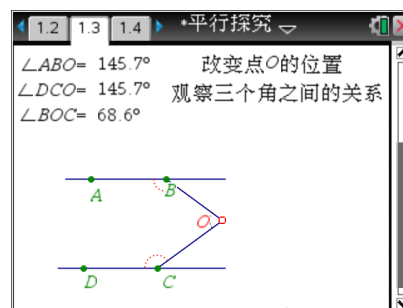 1.2 1.3 1.4 *平行探究
∠ABO= 145.7° 改变点O的位置
∠DCO= 145.7° 观察三个角之间的关系
∠BOC= 68.6°
A B
O
D C